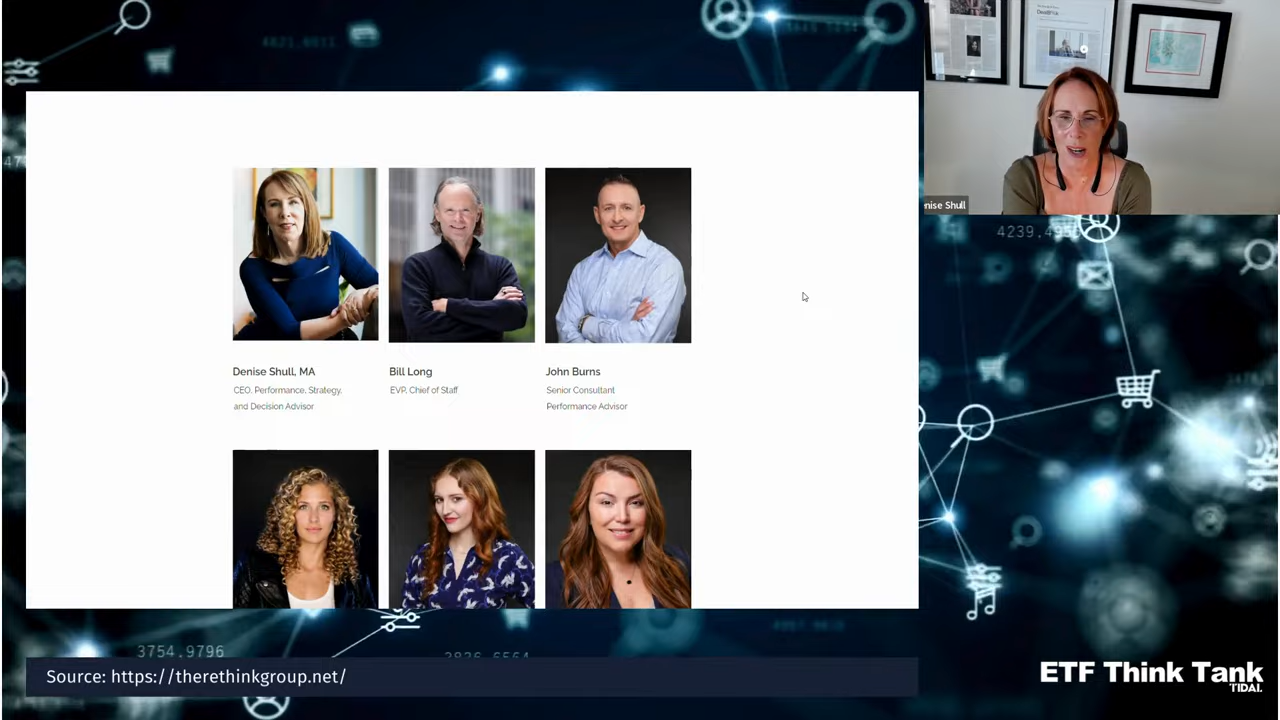 nise Shull
4239.49
Denise Shull, MA
CEO, Performance, Strategy,
and Decision Advisor
Bill Long
EVP, Chief of Staff
John Burns
Senior Consultant
Performance Advisor
3754.9796
Source: https://therethinkgroup.net/
ETF Think Tank
TIDAL